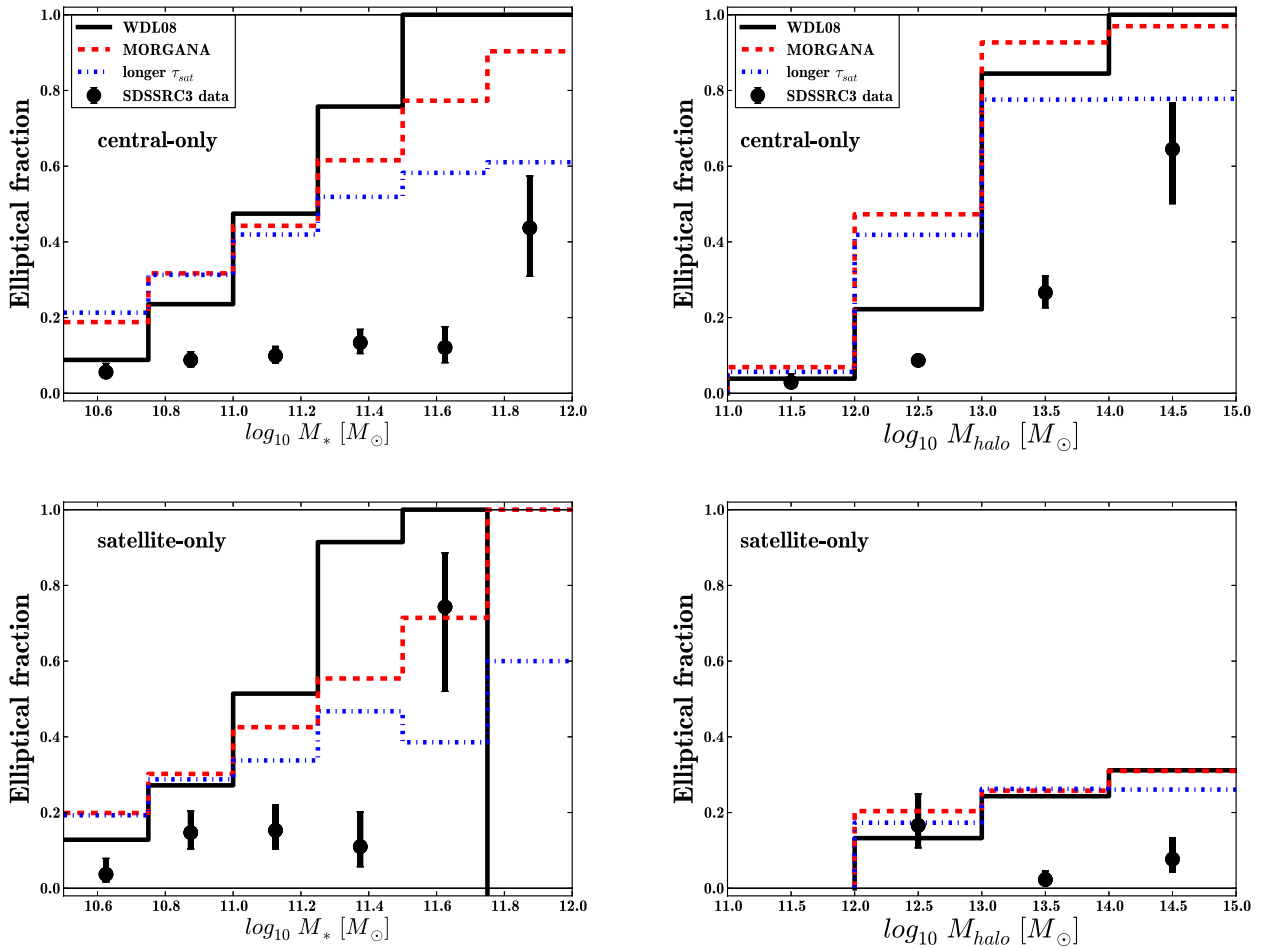 1.0
0.8
0.6
0.4
0.2
0.0
Elliptical fraction
WDL08
MORGANA
longer τsat
SDSSRC3 data
central-only
10.6 10.8 11.0 11.2 11.4 11.6 11.8 12.0
log10 M* [M⊙]
1.0
0.8
0.6
0.4
0.2
0.0
Elliptical fraction
WDL08
MORGANA
longer τsat
SDSSRC3 data
central-only
11.0 11.5 12.0 12.5 13.0 13.5 14.0 14.5 15.0
log10 Mhalo [M⊙]
1.0
0.8
0.6
0.4
0.2
0.0
Elliptical fraction
satellite-only
10.6 10.8 11.0 11.2 11.4 11.6 11.8 12.0
log10 M* [M⊙]
1.0
0.8
0.6
0.4
0.2
0.0
Elliptical fraction
satellite-only
11.0 11.5 12.0 12.5 13.0 13.5 14.0 14.5 15.0
log10 Mhalo [M⊙]